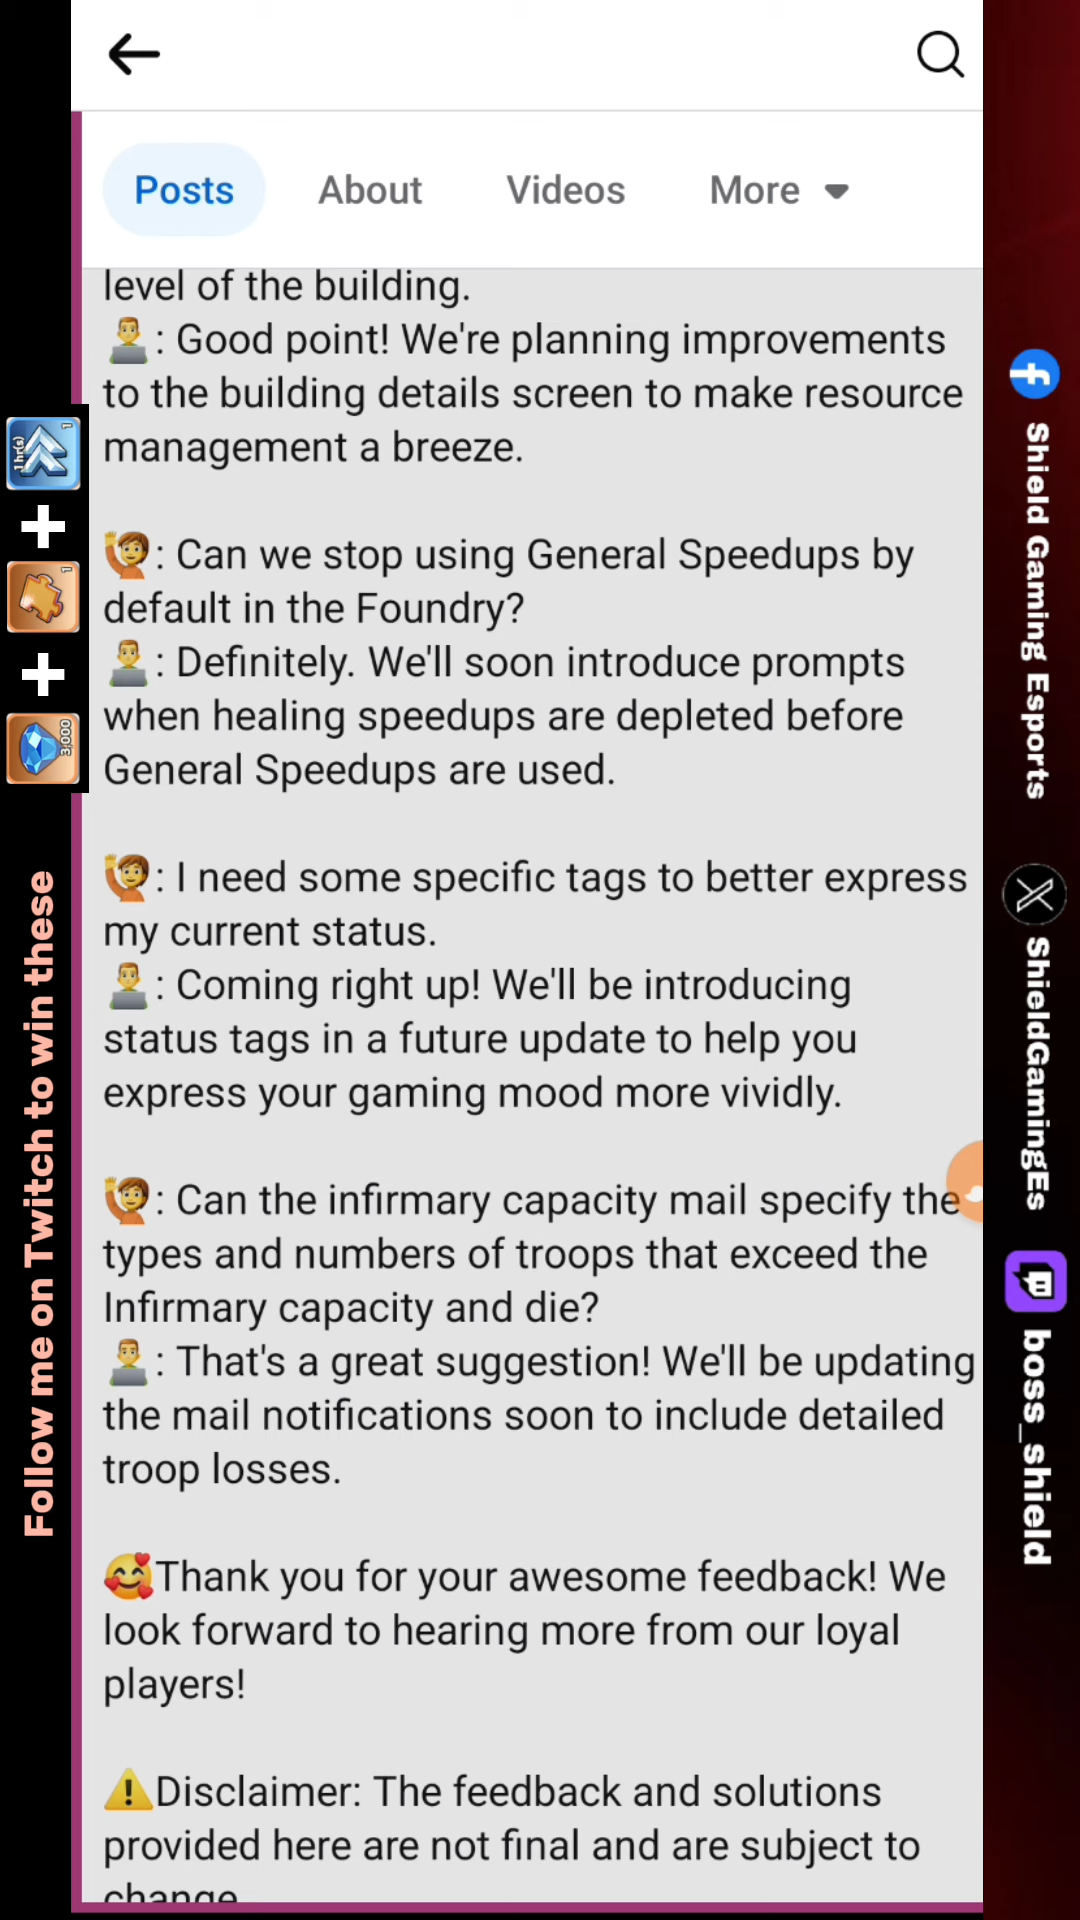 Posts About Videos More
level of the building.
👨‍💻: Good point! We're planning improvements
to the building details screen to make resource
management a breeze.
🙋: Can we stop using General Speedups by
default in the Foundry?
👨‍💻: Definitely. We'll soon introduce prompts
when healing speedups are depleted before
General Speedups are used.
🙋: I need some specific tags to better express
my current status.
👨‍💻: Coming right up! We'll be introducing
status tags in a future update to help you
express your gaming mood more vividly.
🙋: Can the infirmary capacity mail specify the
types and numbers of troops that exceed the
Infirmary capacity and die?
👨‍💻: That's a great suggestion! We'll be updating
the mail notifications soon to include detailed
troop losses.
🥰Thank you for your awesome feedback! We
look forward to hearing more from our loyal
players!
⚠️Disclaimer: The feedback and solutions
provided here are not final and are subject to
change
1 hr(s)
1
+
1
+
3,000
Follow me on Twitch to win these
Shield Gaming Esports
ShieldGamingEs
boss_shield